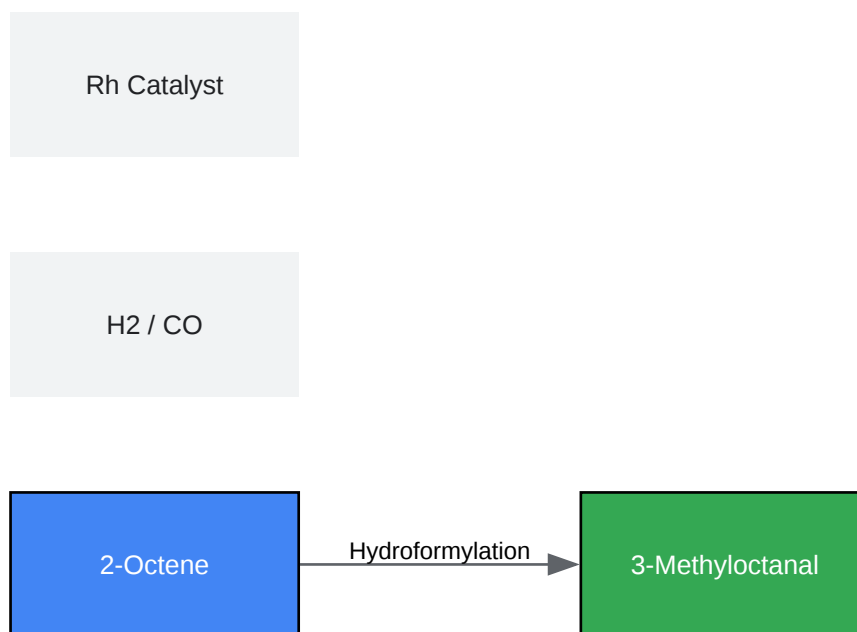 Rh Catalyst
H2 / CO
2-Octene
Hydroformylation
3-Methyloctanal